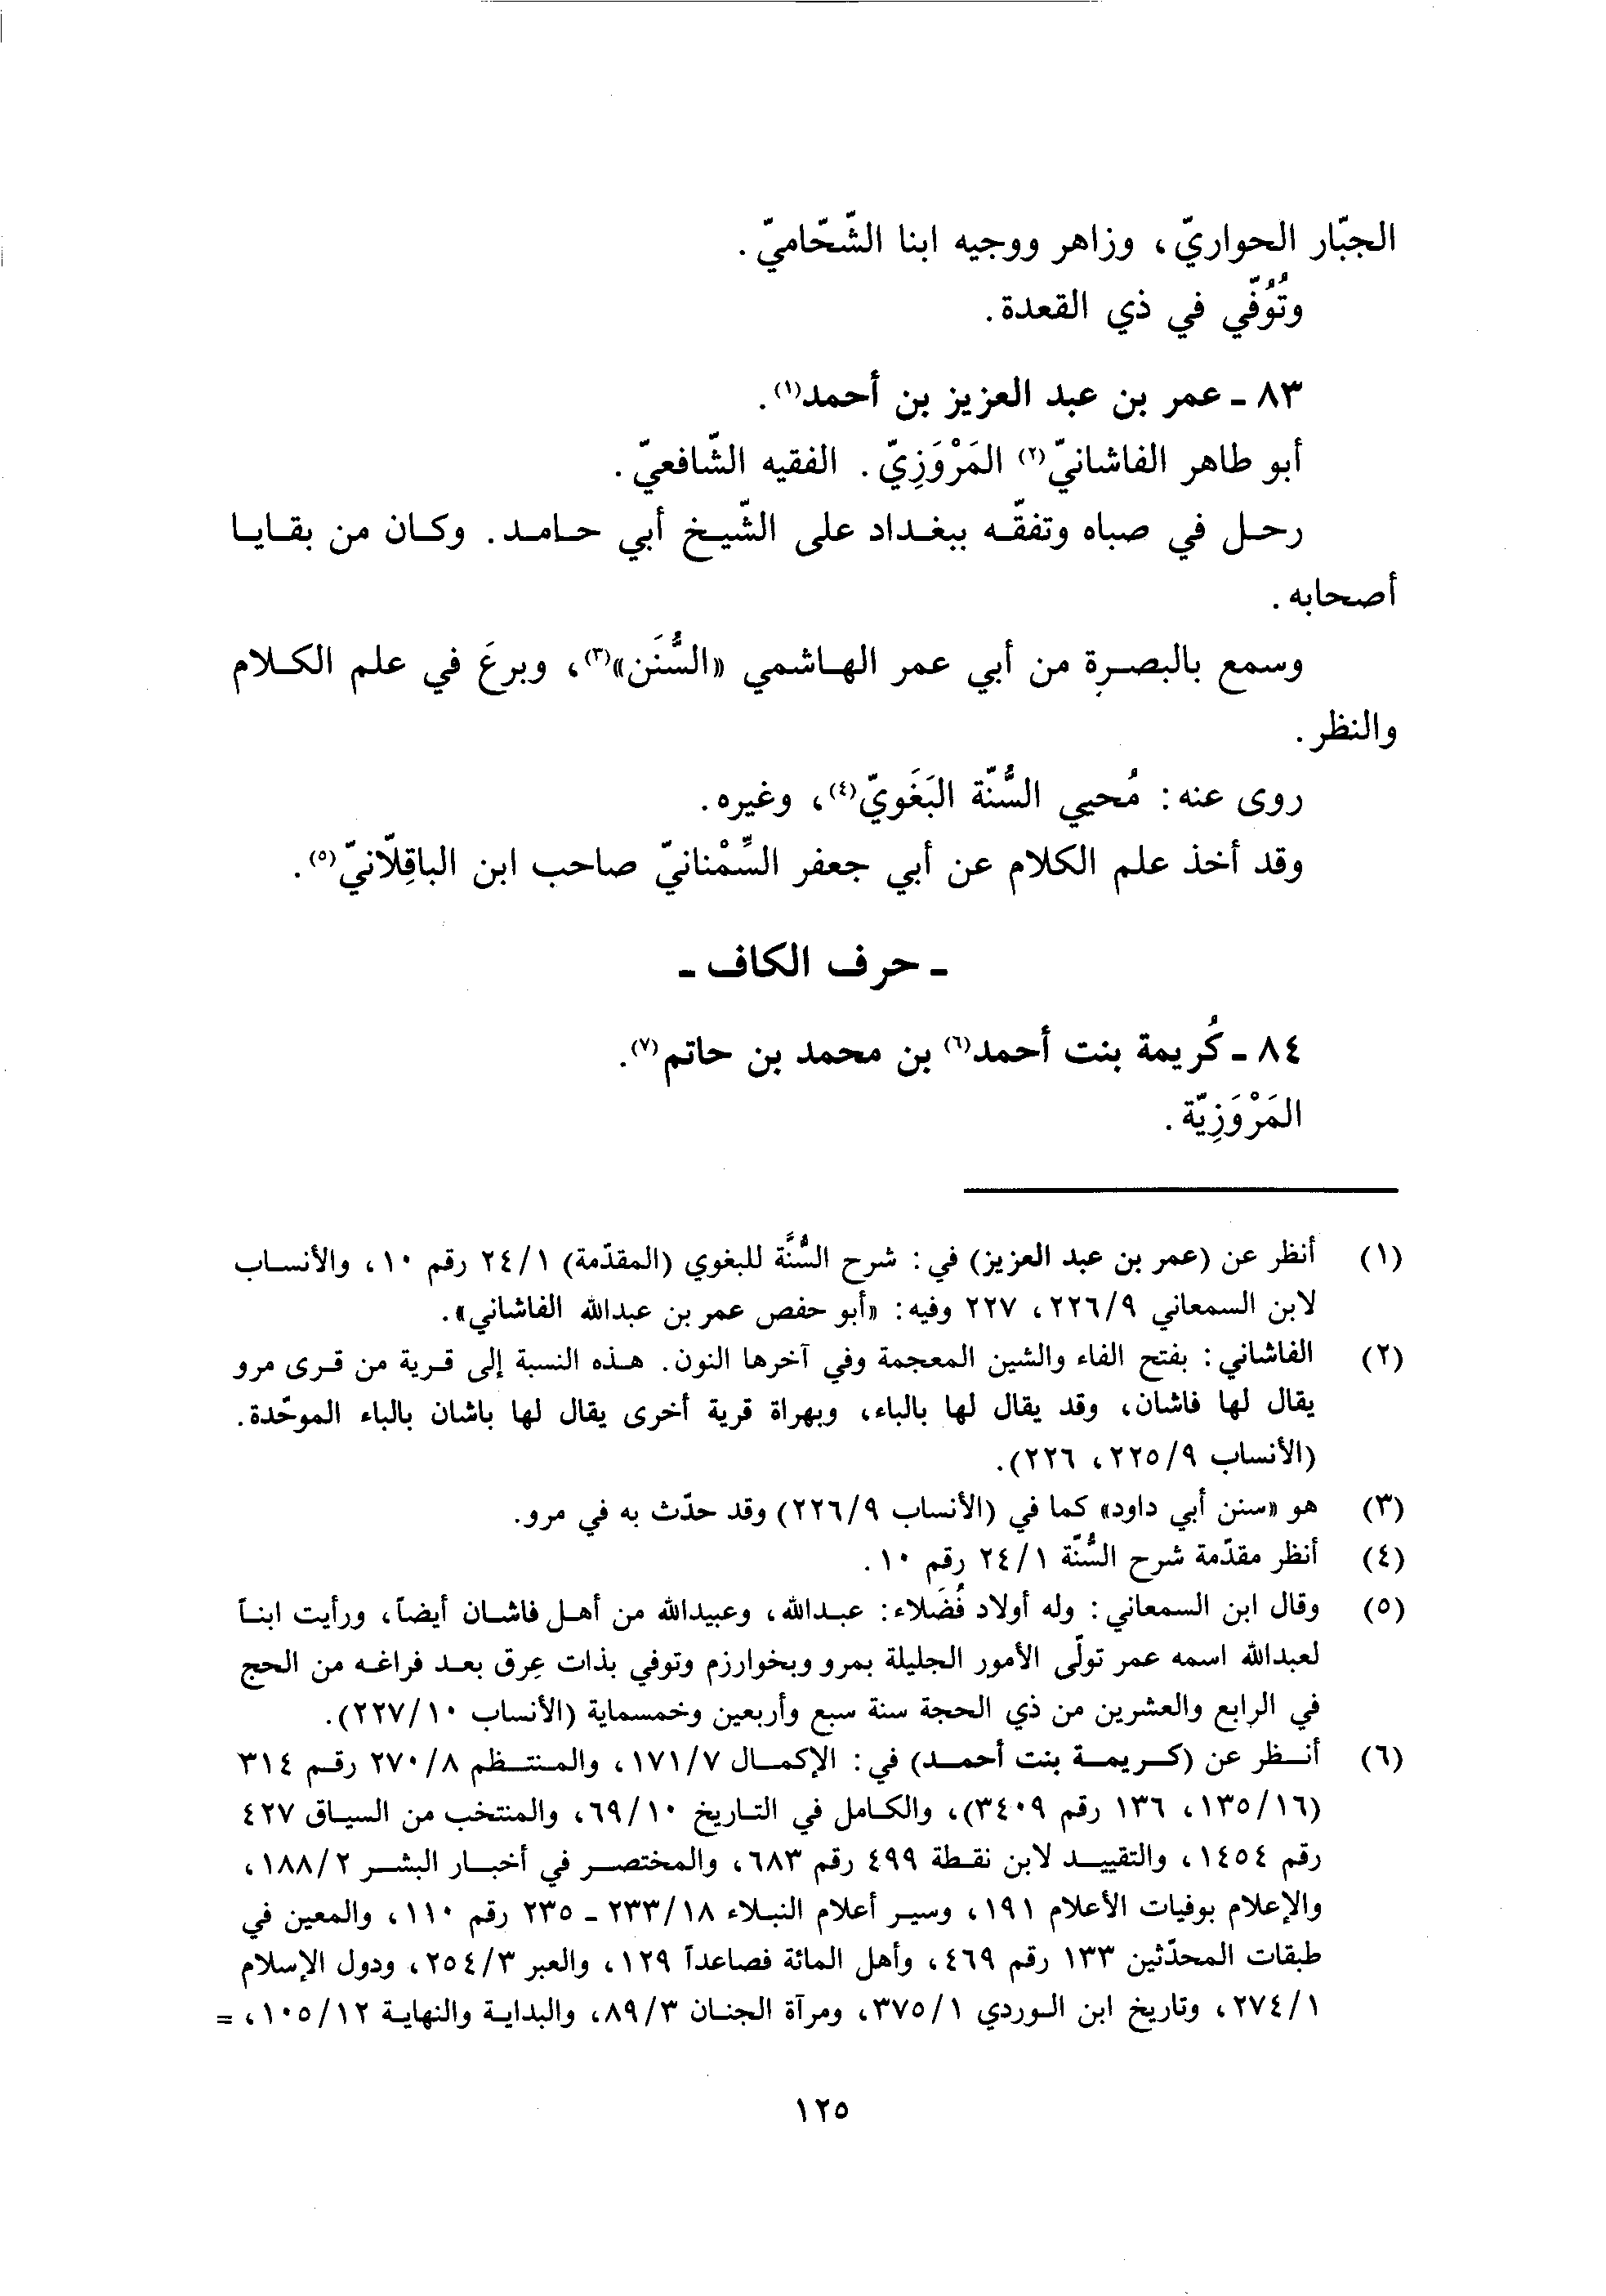 الجبّار الحواريّ، وزاهر ووجيه ابنا الشّحّاميّ.
وتُوُفّي في ذي القعدة.
٨٣ ـ عمر بن عبد العزيز بن أحمد(١).
أبو طاهر الفاشانيّ(٢) المَرْوَزِيّ. الفقيه الشّافعيّ.
رحل في صباه وتفقّه ببغداد على الشّيخ أبي حامد. وكان من بقايا
أصحابه.
وسمع بالبصرة من أبي عمر الهاشمي «السُّنَن»(٣)، وبرعَ في علم الكلام
والنظر.
روى عنه: مُحيي السُّنّة البَغَويّ(٤)، وغيره.
وقد أخذ علم الكلام عن أبي جعفر السِّمْنانيّ صاحب ابن الباقِلّانيّ(٥).
ـ حرف الكاف ـ
٨٤ ـ كُريمة بنت أحمد(٦) بن محمد بن حاتم(٧).
المَرْوَزِيّة.
(١) أنظر عن (عمر بن عبد العزيز) في: شرح السُّنَّة للبغوي (المقدّمة) ٢٤/١ رقم ١٠، والأنساب
لابن السمعاني ٢٢٦/٩، ٢٢٧ وفيه: «أبو حفص عمر بن عبدالله الفاشاني».
(٢) الفاشاني: بفتح الفاء والشين المعجمة وفي آخرها النون. هذه النسبة إلى قرية من قرى مرو
يقال لها فاشان، وقد يقال لها بالباء، وبهراة قرية أخرى يقال لها باشان بالباء الموحّدة.
(الأنساب ٢٢٥/٩، ٢٢٦).
(٣) هو «سنن أبي داود» كما في (الأنساب ٢٢٦/٩) وقد حدّث به في مرو.
(٤) أنظر مقدّمة شرح السُّنّة ٢٤/١ رقم ١٠.
(٥) وقال ابن السمعاني: وله أولاد فُضَلاء: عبدالله، وعبيدالله من أهل فاشان أيضاً، ورأيت ابناً
لعبدالله اسمه عمر تولّى الأمور الجليلة بمرو وبخوارزم وتوفي بذات عِرق بعد فراغه من الحج
في الرابع والعشرين من ذي الحجة سنة سبع وأربعين وخمسماية (الأنساب ٢٢٧/١٠).
(٦) أنظر عن (كريمة بنت أحمد) في: الإكمال ١٧١/٧، والمنتظم ٢٧٠/٨ رقم ٣١٤
(١٣٥/١٦، ١٣٦ رقم ٣٤٠٩)، والكامل في التاريخ ٦٩/١٠، والمنتخب من السياق ٤٢٧
رقم ١٤٥٤، والتقييد لابن نقطة ٤٩٩ رقم ٦٨٣، والمختصر في أخبار البشر ١٨٨/٢،
والإعلام بوفيات الأعلام ١٩١، وسير أعلام النبلاء ٢٣٣/١٨ ـ ٢٣٥ رقم ١١٠، والمعين في
طبقات المحدّثين ١٣٣ رقم ٤٦٩، وأهل المائة فصاعداً ١٢٩، والعبر ٢٥٤/٣، ودول الإسلام
٢٧٤/١، وتاريخ ابن الوردي ٣٧٥/١، ومرآة الجنان ٨٩/٣، والبداية والنهاية ١٠٥/١٢، =
١٢٥